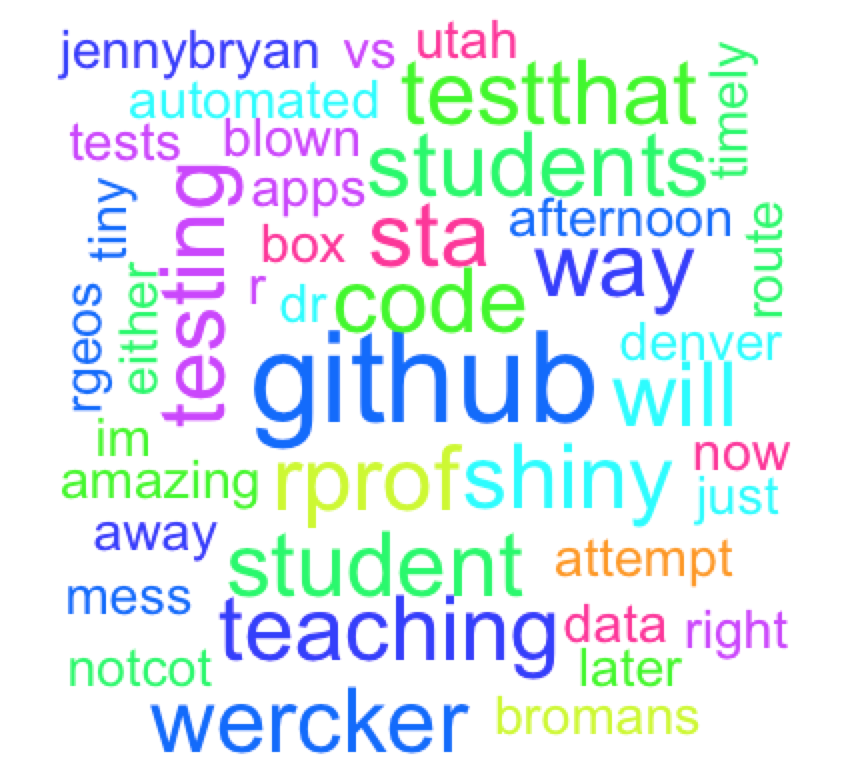 jennybryan vs utah
automated testthat
timely
tests blown
students
testing
apps
tiny
afternoon
box sta
way
route
r
dr code
either
rgeos
denver
github
will
im
now
amazing rprof shiny just
away
student attempt
mess
teaching data right
notcot later
wercker bromans